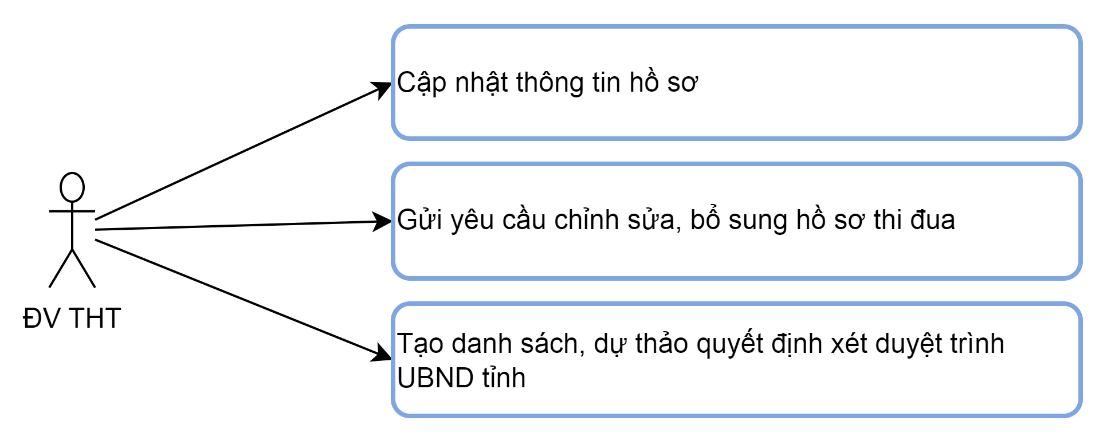 Cập nhật thông tin hồ sơ
Gửi yêu cầu chỉnh sửa, bổ sung hồ sơ thi đua
ĐV THT
Tạo danh sách, dự thảo quyết định xét duyệt trình
UBND tỉnh